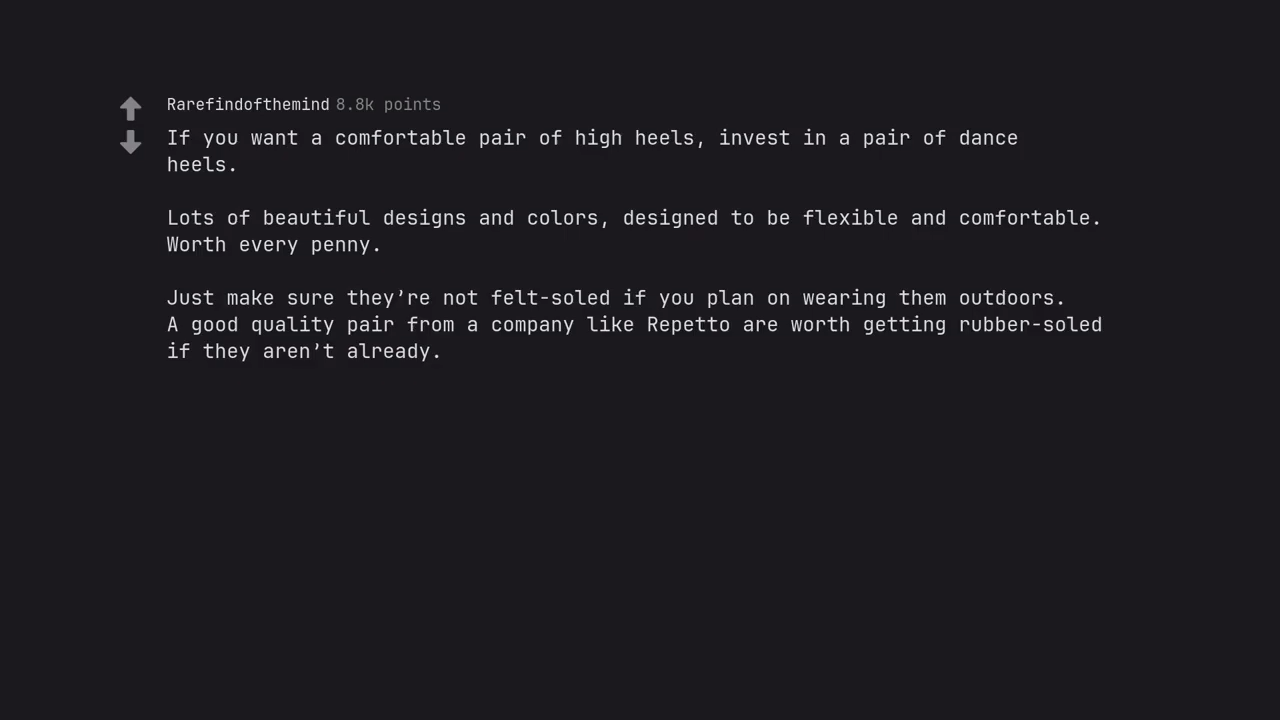 Rarefindofthemind 8.8k points
If you want a comfortable pair of high heels, invest in a pair of dance
heels.
Lots of beautiful designs and colors, designed to be flexible and comfortable.
Worth every penny.
Just make sure they’re not felt-soled if you plan on wearing them outdoors.
A good quality pair from a company like Repetto are worth getting rubber-soled
if they aren’t already.